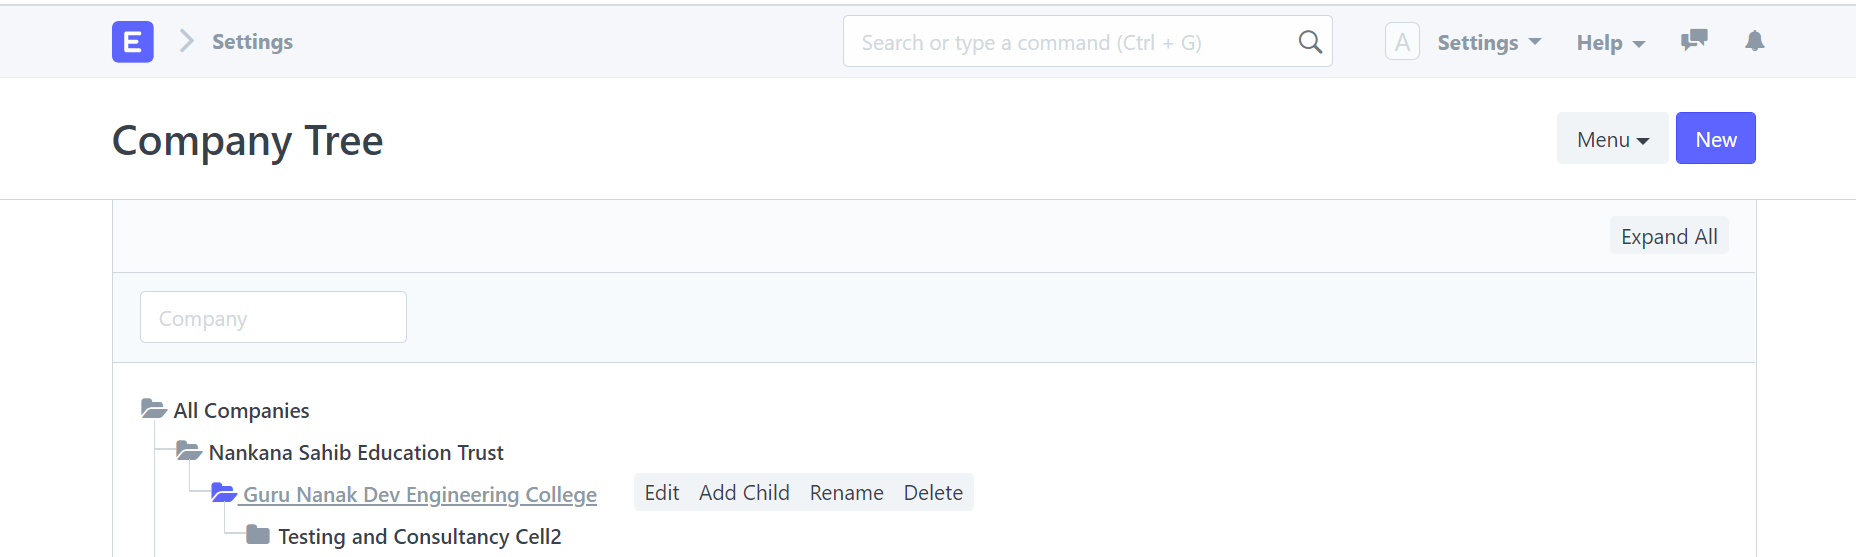 E Settings Search or type a command (Ctrl + G) A Settings Help
Company Tree Menu New
Expand All
Company
All Companies
Nankana Sahib Education Trust
Guru Nanak Dev Engineering College Edit Add Child Rename Delete
Testing and Consultancy Cell2